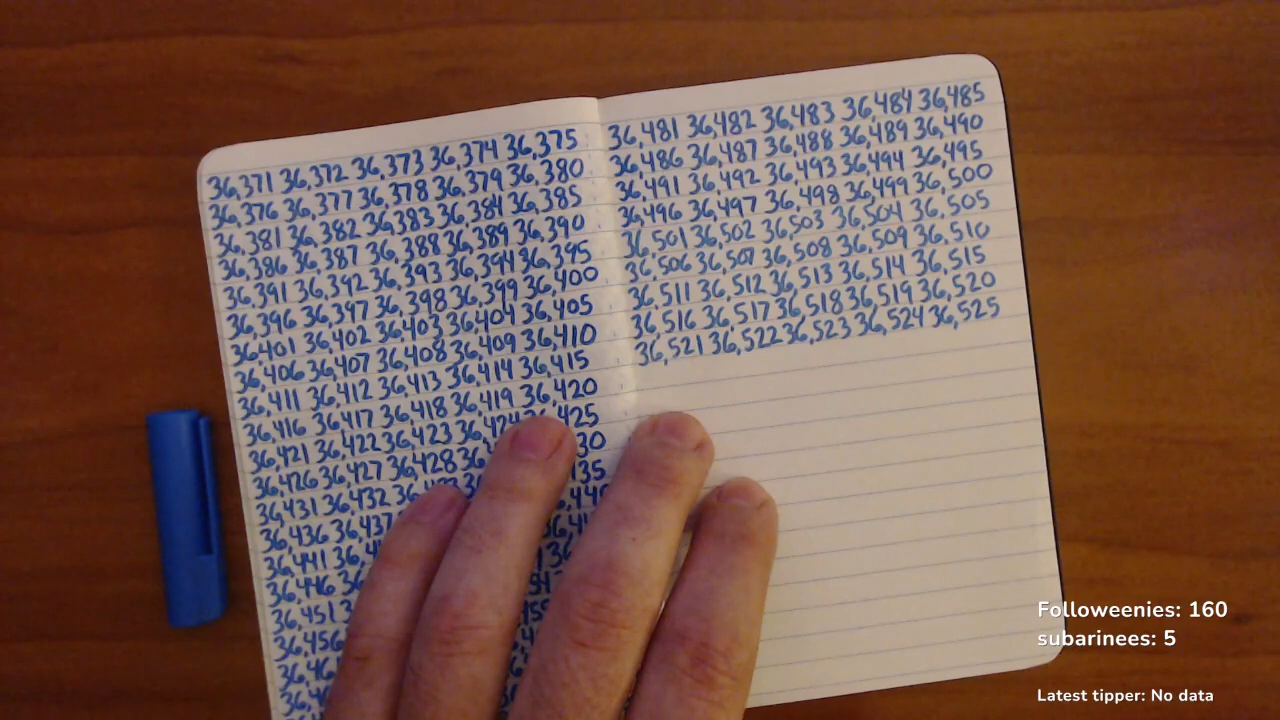 36,371 36,372 36,373 36,374 36,375
36,376 36,377 36,378 36,379 36,380
36,381 36,382 36,383 36,384 36,385
36,386 36,387 36,388 36,389 36,390
36,391 36,392 36,393 36,394 36,395
36,396 36,397 36,398 36,399 36,400
36,401 36,402 36,403 36,404 36,405
36,406 36,407 36,408 36,409 36,410
36,411 36,412 36,413 36,414 36,415
36,416 36,417 36,418 36,419 36,420
36,421 36,422 36,423 36,424 36,425
36,426 36,427 36,428
36,431 36,432
36,436 36,437
36,441
36,446
36,451
36,456
36,481 36,482 36,483 36,484 36,485
36,486 36,487 36,488 36,489 36,490
36,491 36,492 36,493 36,494 36,495
36,496 36,497 36,498 36,499 36,500
36,501 36,502 36,503 36,504 36,505
36,506 36,507 36,508 36,509 36,510
36,511 36,512 36,513 36,514 36,515
36,516 36,517 36,518 36,519 36,520
36,521 36,522 36,523 36,524 36,525
Followeenies: 160
subarinees: 5
Latest tipper: No data